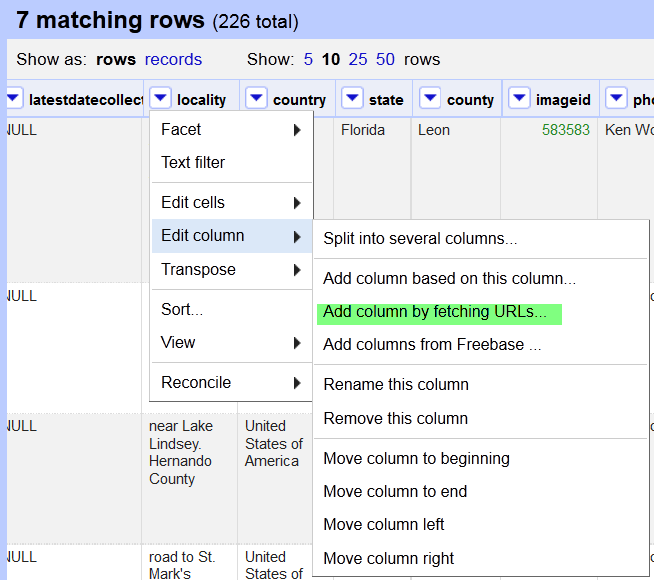 7 matching rows (226 total)
Show as: rows records Show: 5 10 25 50 rows
latestdatecollect locality country state county imageid pho
NULL Florida Leon 583583 Ken Wo
Facet
Text filter
Edit cells
Edit column
Transpose
Sort...
View
Reconcile
Split into several columns...
Add column based on this column...
Add column by fetching URLs...
Add columns from Freebase ...
Rename this column
Remove this column
Move column to beginning
Move column to end
Move column left
Move column right
NULL
NULL near Lake United
Lindsey. States of
Hernando America
County
NULL road to St. United
Mark's States of